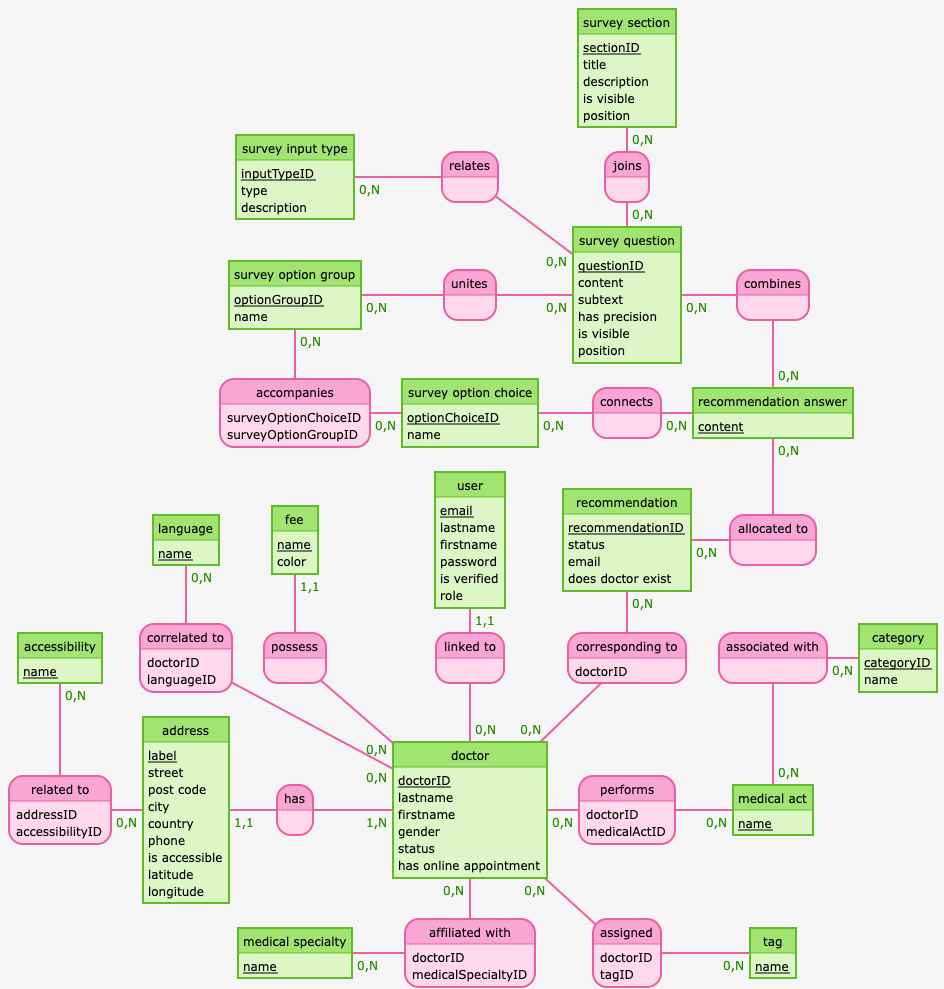 survey section
sectionID
title
description
is visible
position
0,N
joins
0,N
survey input type
inputTypeID
type
description
0,N
relates
0,N
survey question
questionID
content
subtext
has precision
is visible
position
survey option group
optionGroupID
name
0,N
unites
0,N
0,N
combines
0,N
0,N
accompanies
surveyOptionChoiceID
surveyOptionGroupID
0,N
survey option choice
optionChoiceID
name
0,N
connects
0,N
recommendation answer
content
0,N
user
email
lastname
firstname
password
is verified
role
1,1
recommendation
recommendationID
status
email
does doctor exist
0,N
0,N
allocated to
language
name
0,N
fee
name
color
1,1
accessibility
name
0,N
correlated to
doctorID
languageID
possess
linked to
corresponding to
doctorID
associated with
0,N
category
categoryID
name
0,N
0,N
0,N
0,N
0,N
address
label
street
post code
city
country
phone
is accessible
latitude
longitude
related to
addressID
accessibilityID
0,N
1,1
has
1,N
doctor
doctorID
lastname
firstname
gender
status
has online appointment
0,N
performs
doctorID
medicalActID
0,N
medical act
name
0,N
0,N
medical specialty
name
0,N
affiliated with
doctorID
medicalSpecialtyID
assigned
doctorID
tagID
0,N
tag
name